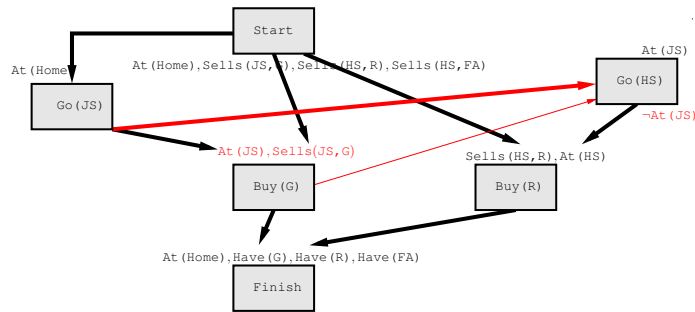 Start
At(JS)
At(Home)
At(Home),Sells(JS,G),Sells(HS,R),Sells(HS,FA)
Go(HS)
Go(JS)
¬At(JS)
At(JS),Sells(JS,G)
Sells(HS,R),At(HS)
Buy(G)
Buy(R)
At(Home),Have(G),Have(R),Have(FA)
Finish